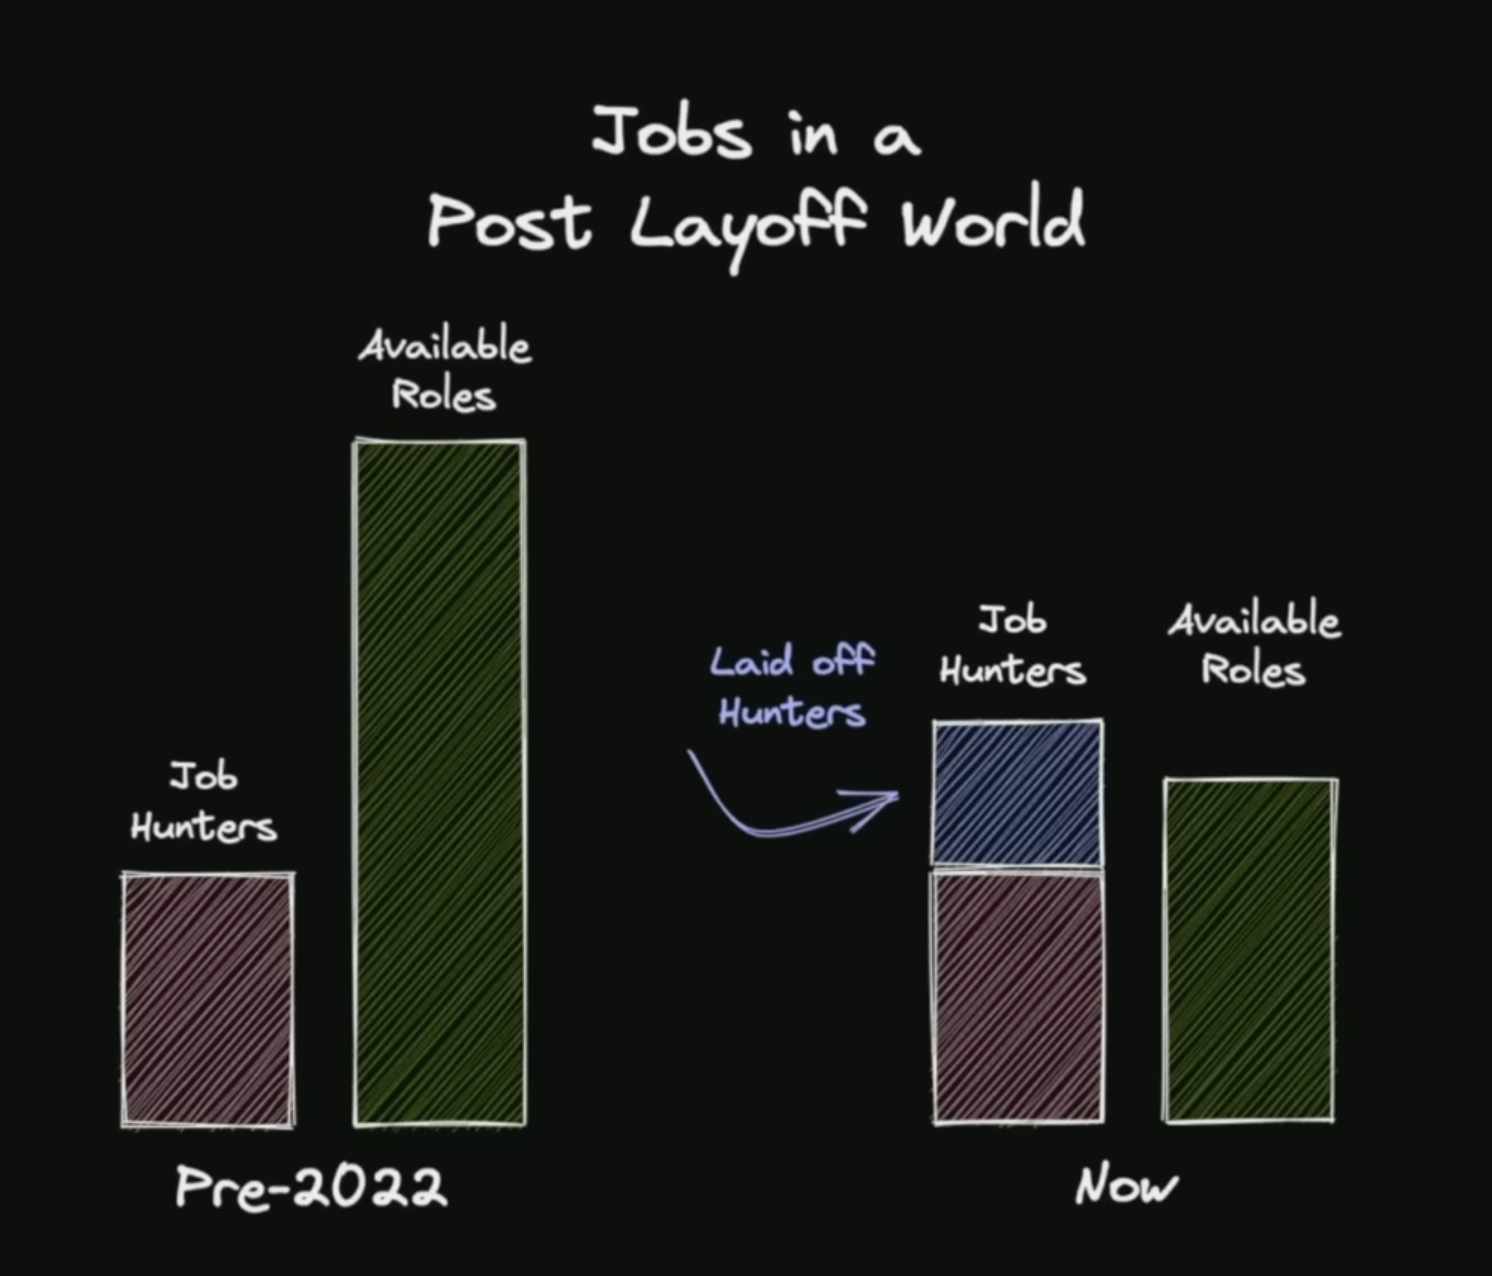 Jobs in a
Post Layoff World
Available
Roles
Job
Hunters
Pre-2022
Laid off
Hunters
Job
Hunters
Available
Roles
Now